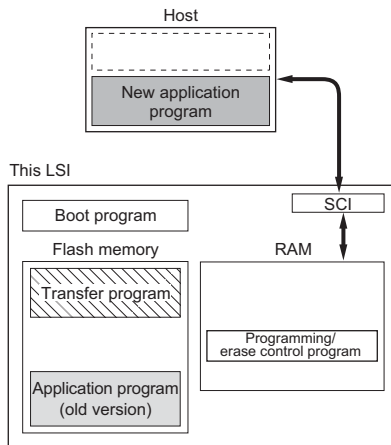 Host
New application
program
This LSI
Boot program
SCI
Flash memory
RAM
Transfer program
Programming/
erase control program
Application program
(old version)